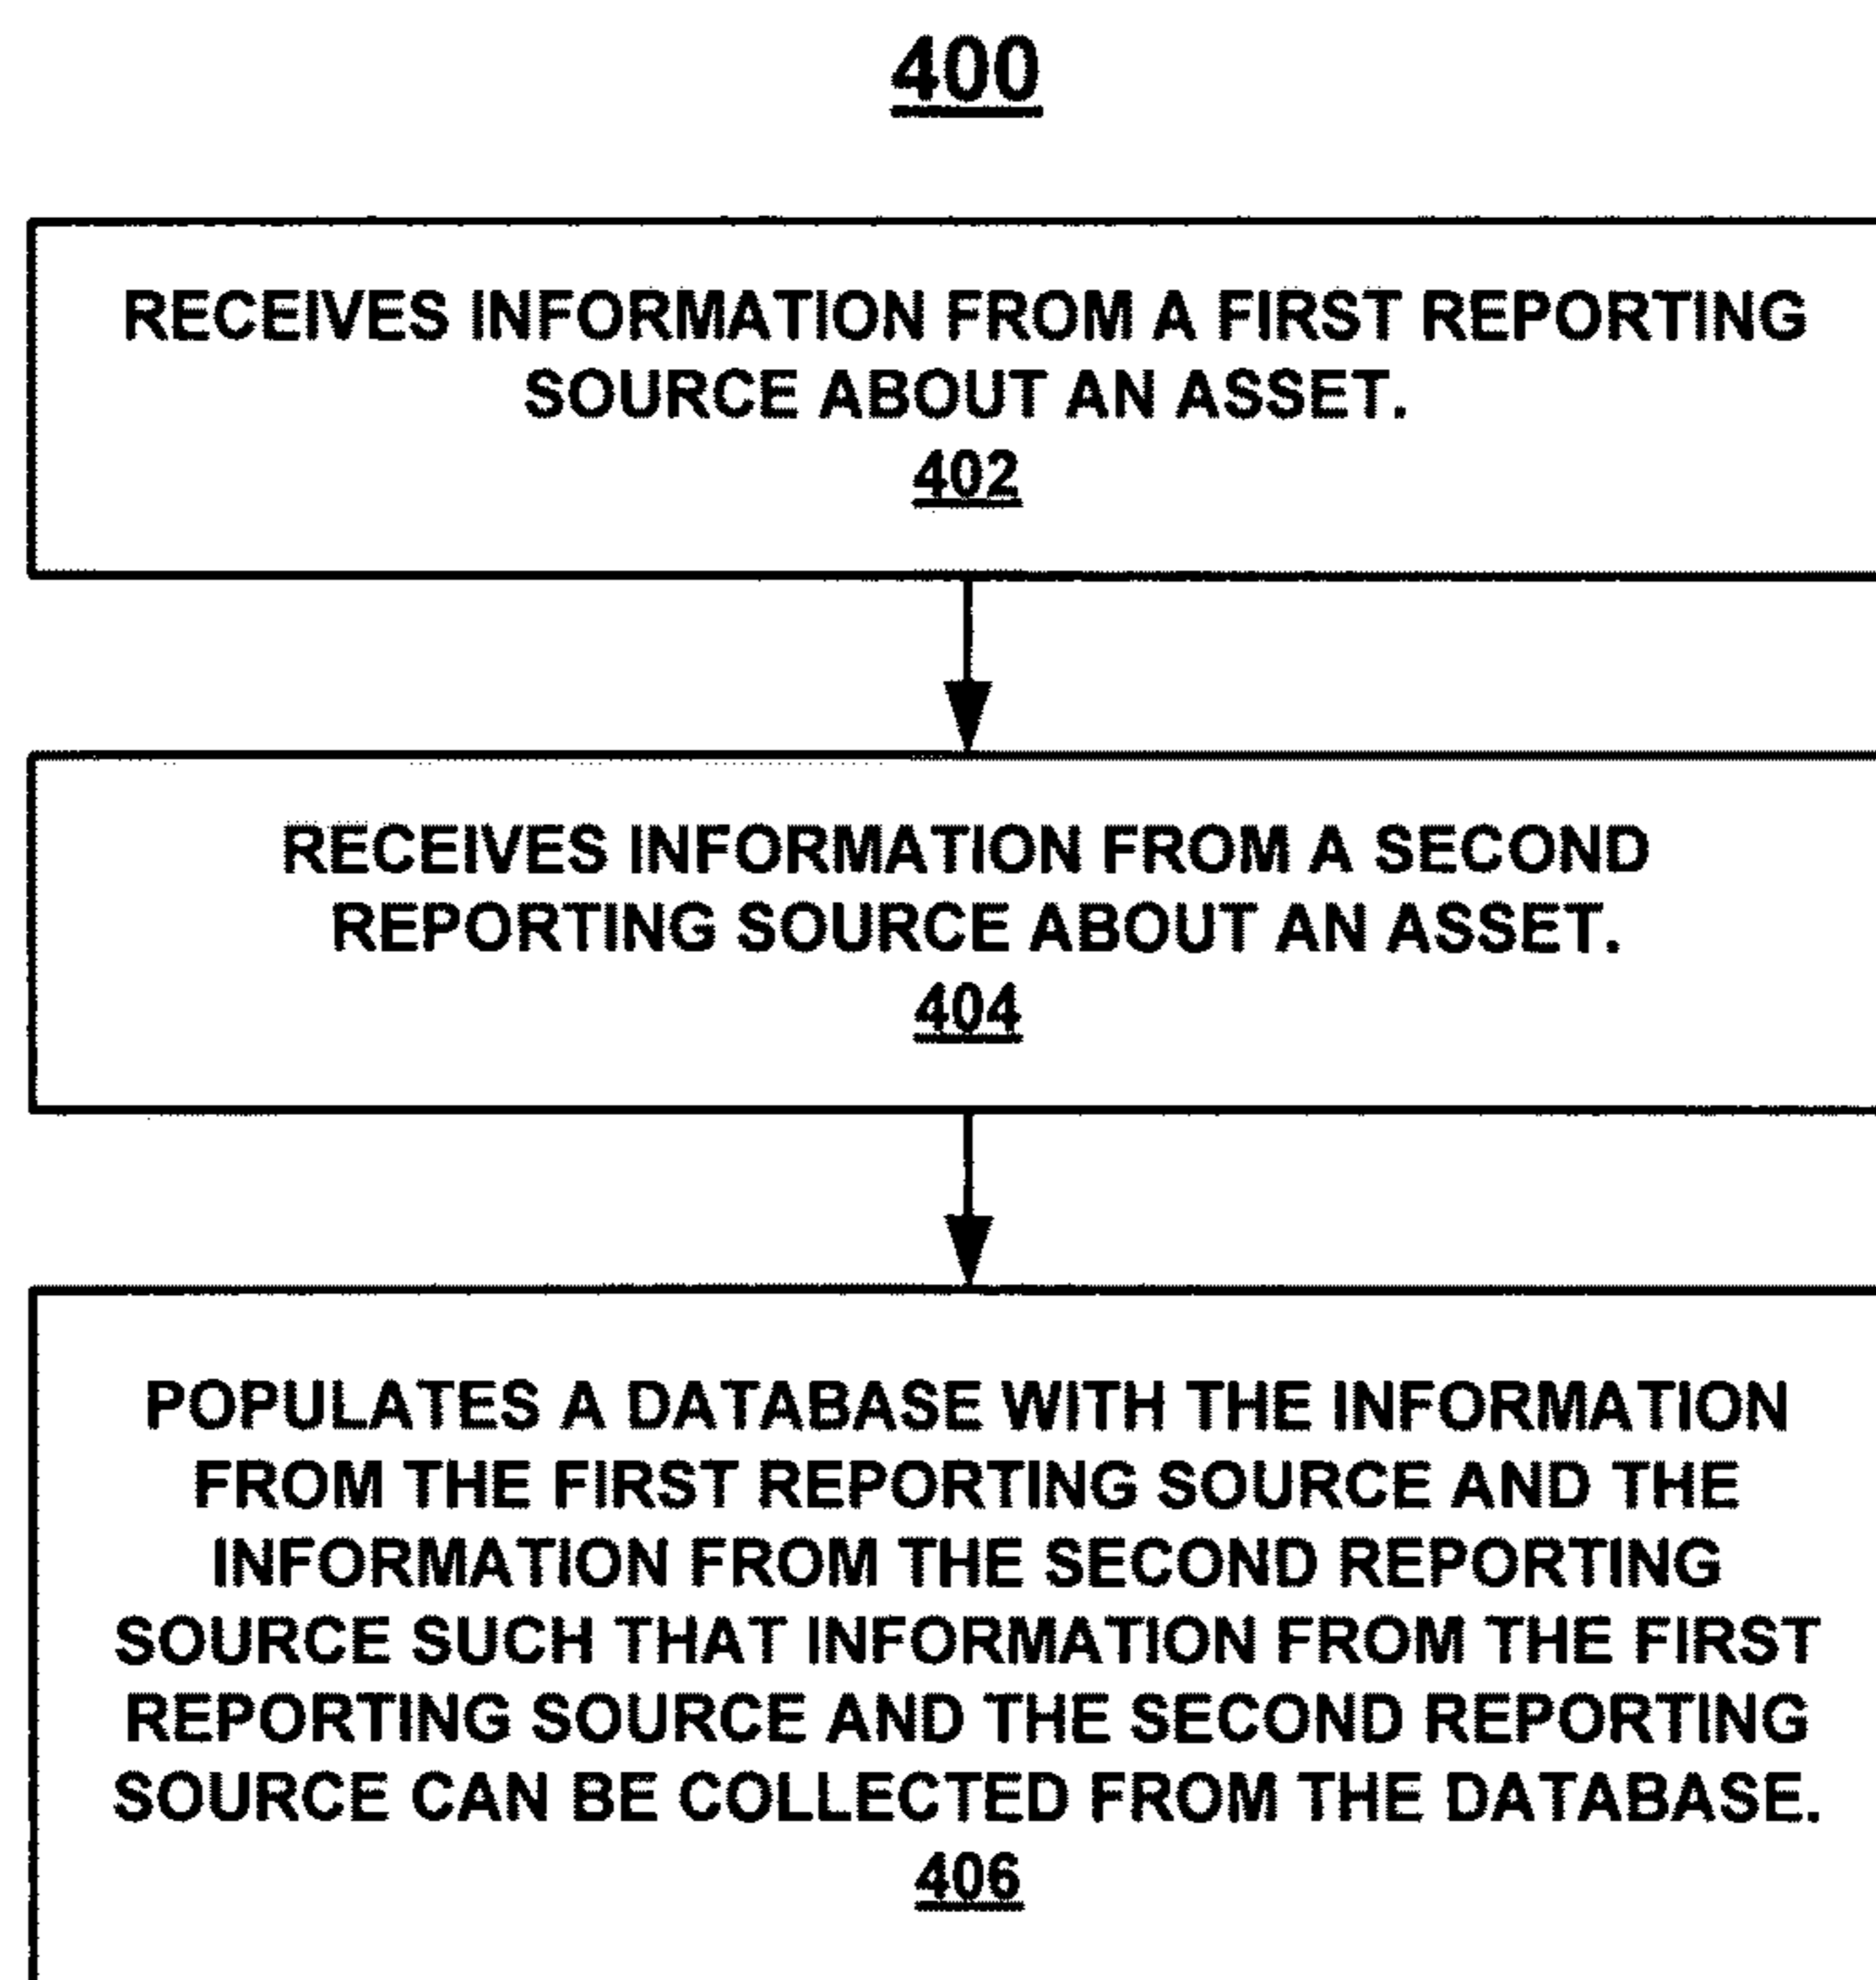 400
RECEIVES INFORMATION FROM A FIRST REPORTING
SOURCE ABOUT AN ASSET.
402
RECEIVES INFORMATION FROM A SECOND
REPORTING SOURCE ABOUT AN ASSET.
404
POPULATES A DATABASE WITH THE INFORMATION
FROM THE FIRST REPORTING SOURCE AND THE
INFORMATION FROM THE SECOND REPORTING
SOURCE SUCH THAT INFORMATION FROM THE FIRST
REPORTING SOURCE AND THE SECOND REPORTING
SOURCE CAN BE COLLECTED FROM THE DATABASE.
406